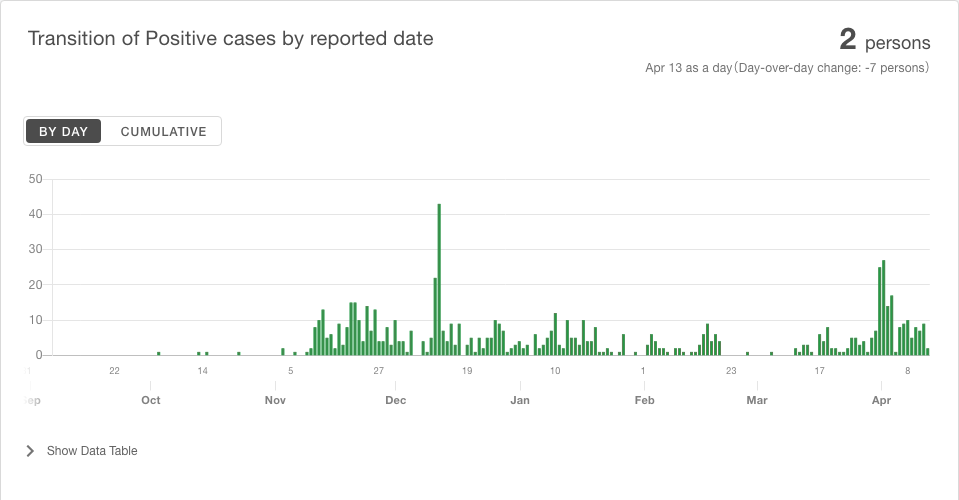 Transition of Positive cases by reported date
2 persons
Apr 13 as a day(Day-over-day change: -7 persons)
BY DAY
CUMULATIVE
50
40
30
20
10
0
1 22 14 5 27 19 10 1 23 17 8
ep Oct Nov Dec Jan Feb Mar Apr
Show Data Table